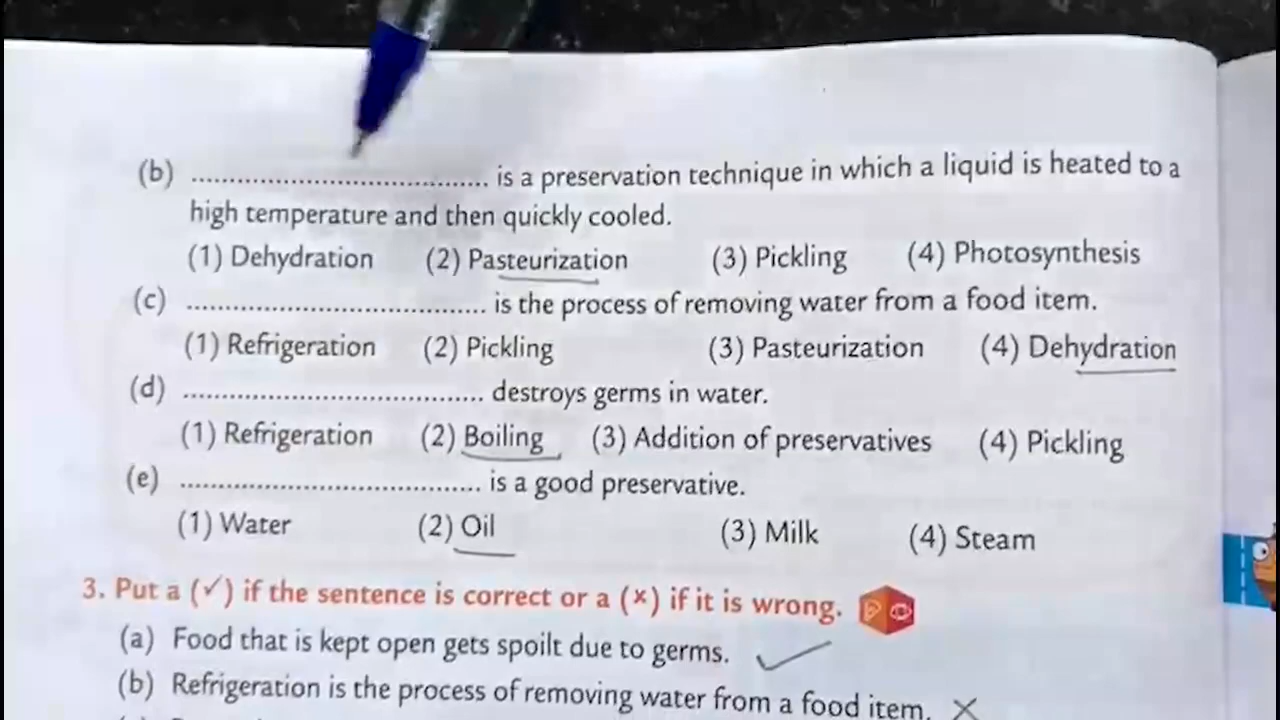 (b) ........................................ is a preservation technique in which a liquid is heated to a
high temperature and then quickly cooled.
(1) Dehydration (2) Pasteurization (3) Pickling (4) Photosynthesis
(c) ........................................ is the process of removing water from a food item.
(1) Refrigeration (2) Pickling (3) Pasteurization (4) Dehydration
(d) ........................................ destroys germs in water.
(1) Refrigeration (2) Boiling (3) Addition of preservatives (4) Pickling
(e) ........................................ is a good preservative.
(1) Water (2) Oil (3) Milk (4) Steam
3. Put a (✓) if the sentence is correct or a (×) if it is wrong.
(a) Food that is kept open gets spoilt due to germs. ✓
(b) Refrigeration is the process of removing water from a food item. ×